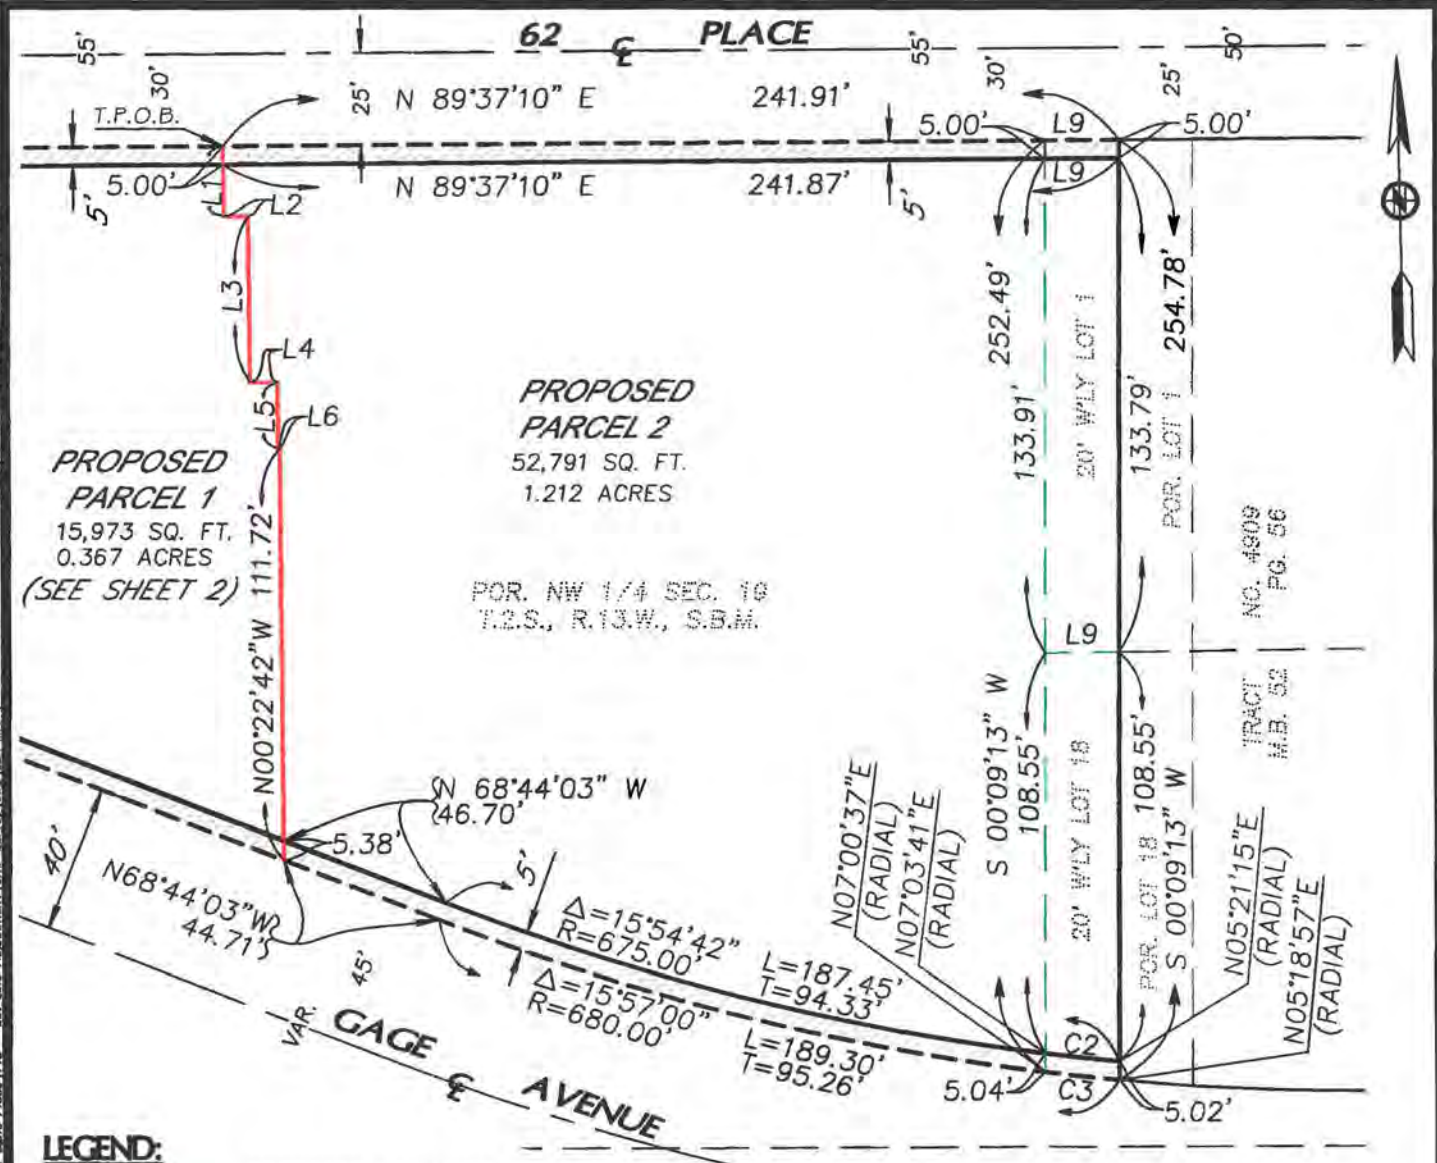 62 ℄ PLACE
55'
30'
25'
55'
30'
25'
50'
N 89°37'10" E 241.91'
T.P.O.B.
5.00'
L9
5.00'
5.00'
N 89°37'10" E 241.87'
L9
5'
5'
L1
L2
L3
L4
L5
L6
PROPOSED
PARCEL 1
15,973 SQ. FT.
0.367 ACRES
(SEE SHEET 2)
N00°22'42"W 111.72'
PROPOSED
PARCEL 2
52,791 SQ. FT.
1.212 ACRES
POR. NW 1/4 SEC. 19
T.2.S., R.13.W., S.B.M.
252.49'
133.91'
20' W'LY LOT 1
133.79'
POR. LOT 1
254.78'
NO. 4909
PG. 56
L9
TRACT
M.B. 52
S 00°09'13" W
108.55'
20' W'LY LOT 18
108.55'
POR. LOT 18
S 00°09'13" W
N 68°44'03" W
46.70'
5.38'
40'
N68°44'03"W
44.71'
45'
VAR.
5'
Δ=15°54'42"
R=675.00'
L=187.45'
T=94.33'
Δ=15°57'00"
R=680.00'
L=189.30'
T=95.26'
N07°00'37"E
(RADIAL)
N07°03'41"E
(RADIAL)
N05°21'15"E
(RADIAL)
N05°18'57"E
(RADIAL)
C2
5.04'
C3
5.02'
GAGE ℄ AVENUE
LEGEND: